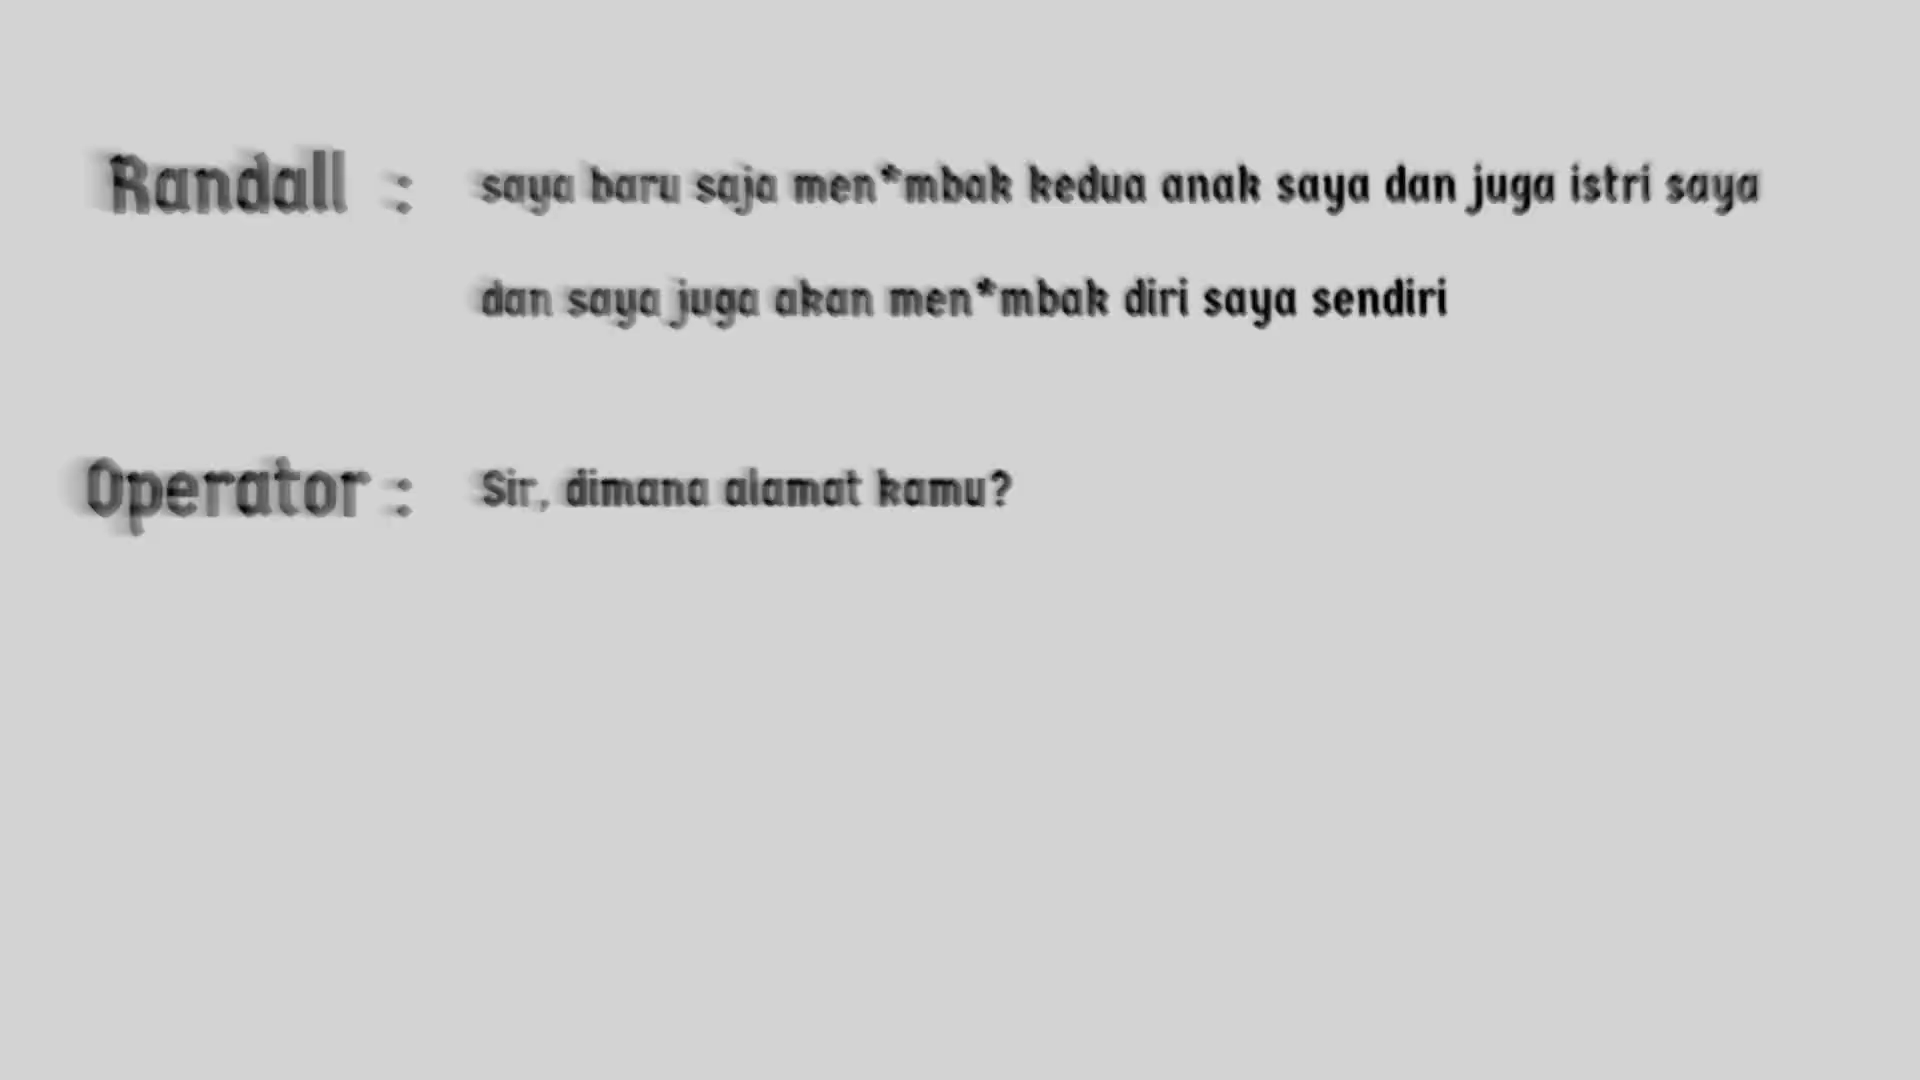 Randall : saya baru saja men*mbak kedua anak saya dan juga istri saya
dan saya juga akan men*mbak diri saya sendiri
Operator : Sir, dimana alamat kamu?